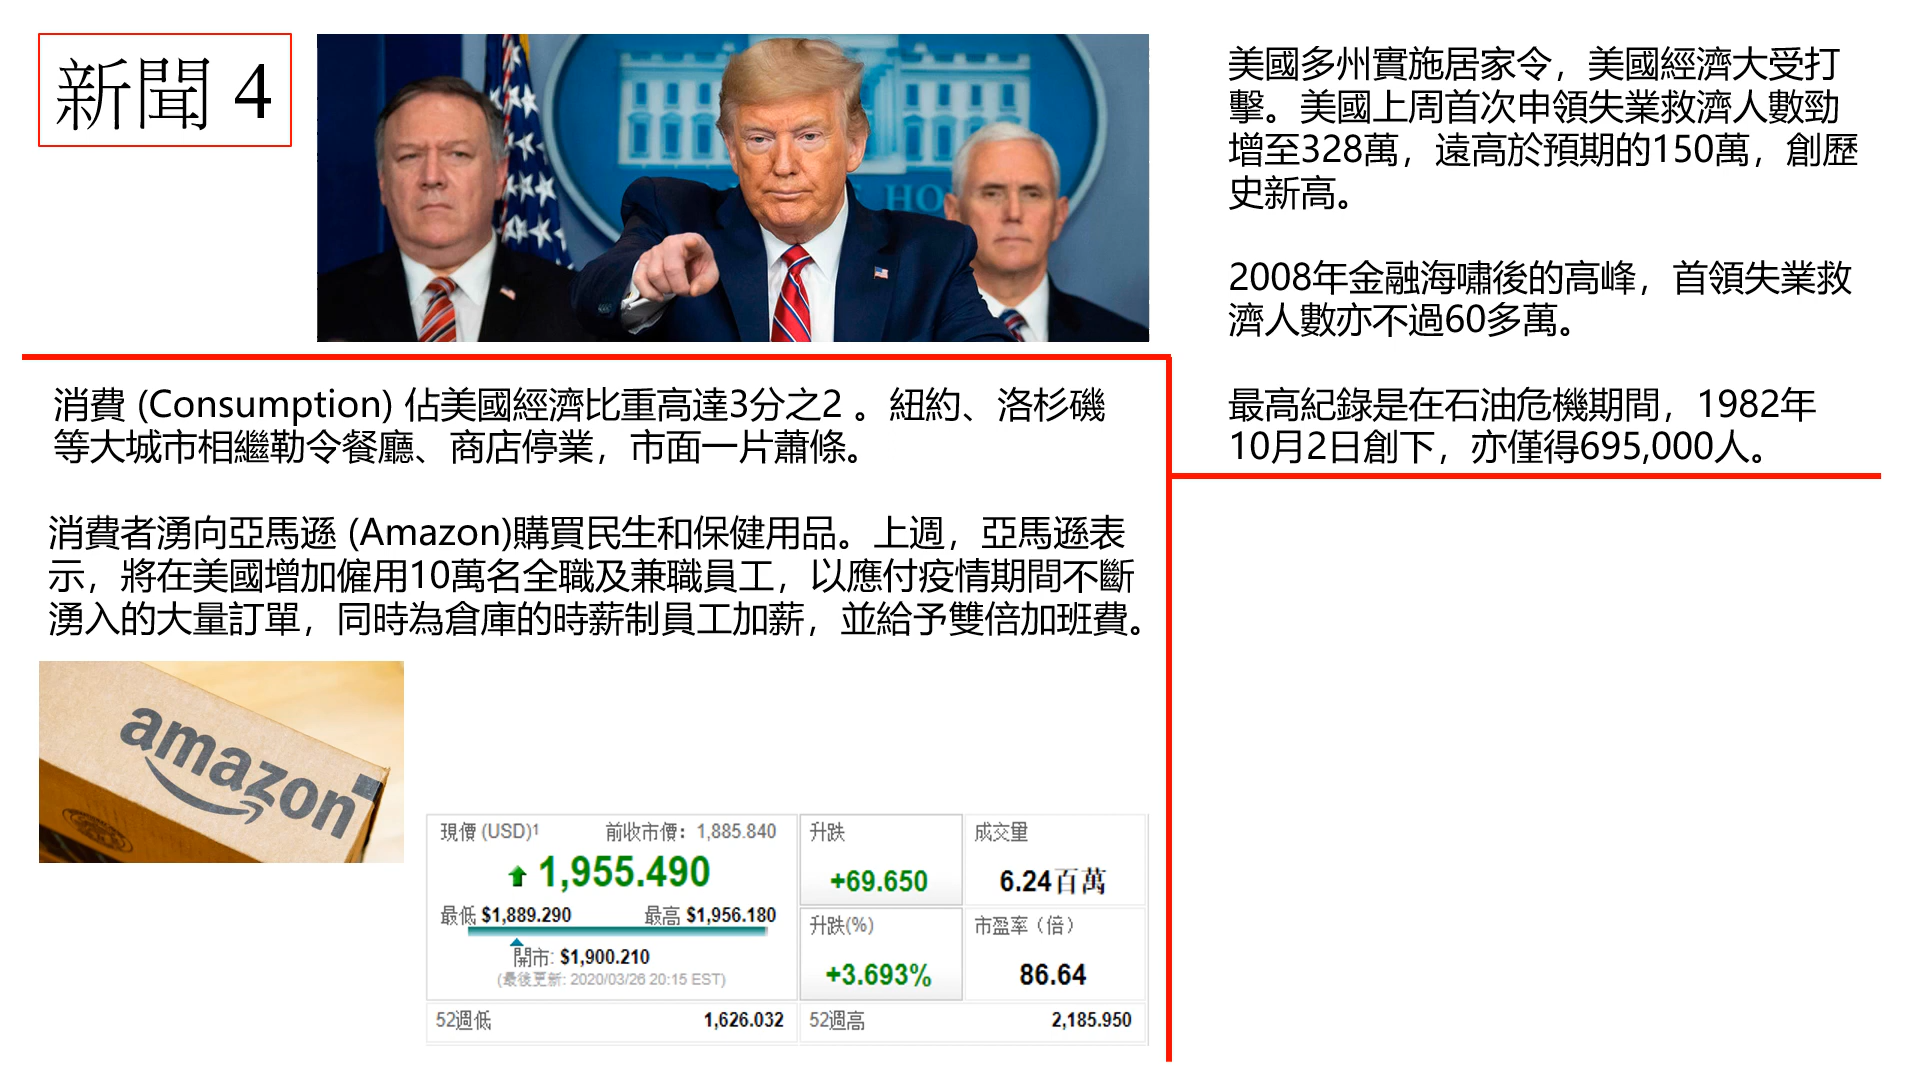 新聞 4
HO
美國多州實施居家令，美國經濟大受打
擊。美國上周首次申領失業救濟人數勁
增至328萬，遠高於預期的150萬，創歷
史新高。
2008年金融海嘯後的高峰，首領失業救
濟人數亦不過60多萬。
最高紀錄是在石油危機期間，1982年
10月2日創下，亦僅得695,000人。
消費 (Consumption) 佔美國經濟比重高達3分之2 。紐約、洛杉磯
等大城市相繼勒令餐廳、商店停業，市面一片蕭條。
消費者湧向亞馬遜 (Amazon)購買民生和保健用品。上週，亞馬遜表
示，將在美國增加僱用10萬名全職及兼職員工，以應付疫情期間不斷
湧入的大量訂單，同時為倉庫的時薪制員工加薪，並給予雙倍加班費。
amazon
現價 (USD)¹ 前收市價： 1,885.840
1,955.490
最低 $1,889.290 最高 $1,956.180
開市: $1,900.210
(最後更新: 2020/03/26 20:15 EST)
升跌
+69.650
成交量
6.24百萬
升跌(%)
+3.693%
市盈率（倍）
86.64
52週低 1,626.032
52週高 2,185.950